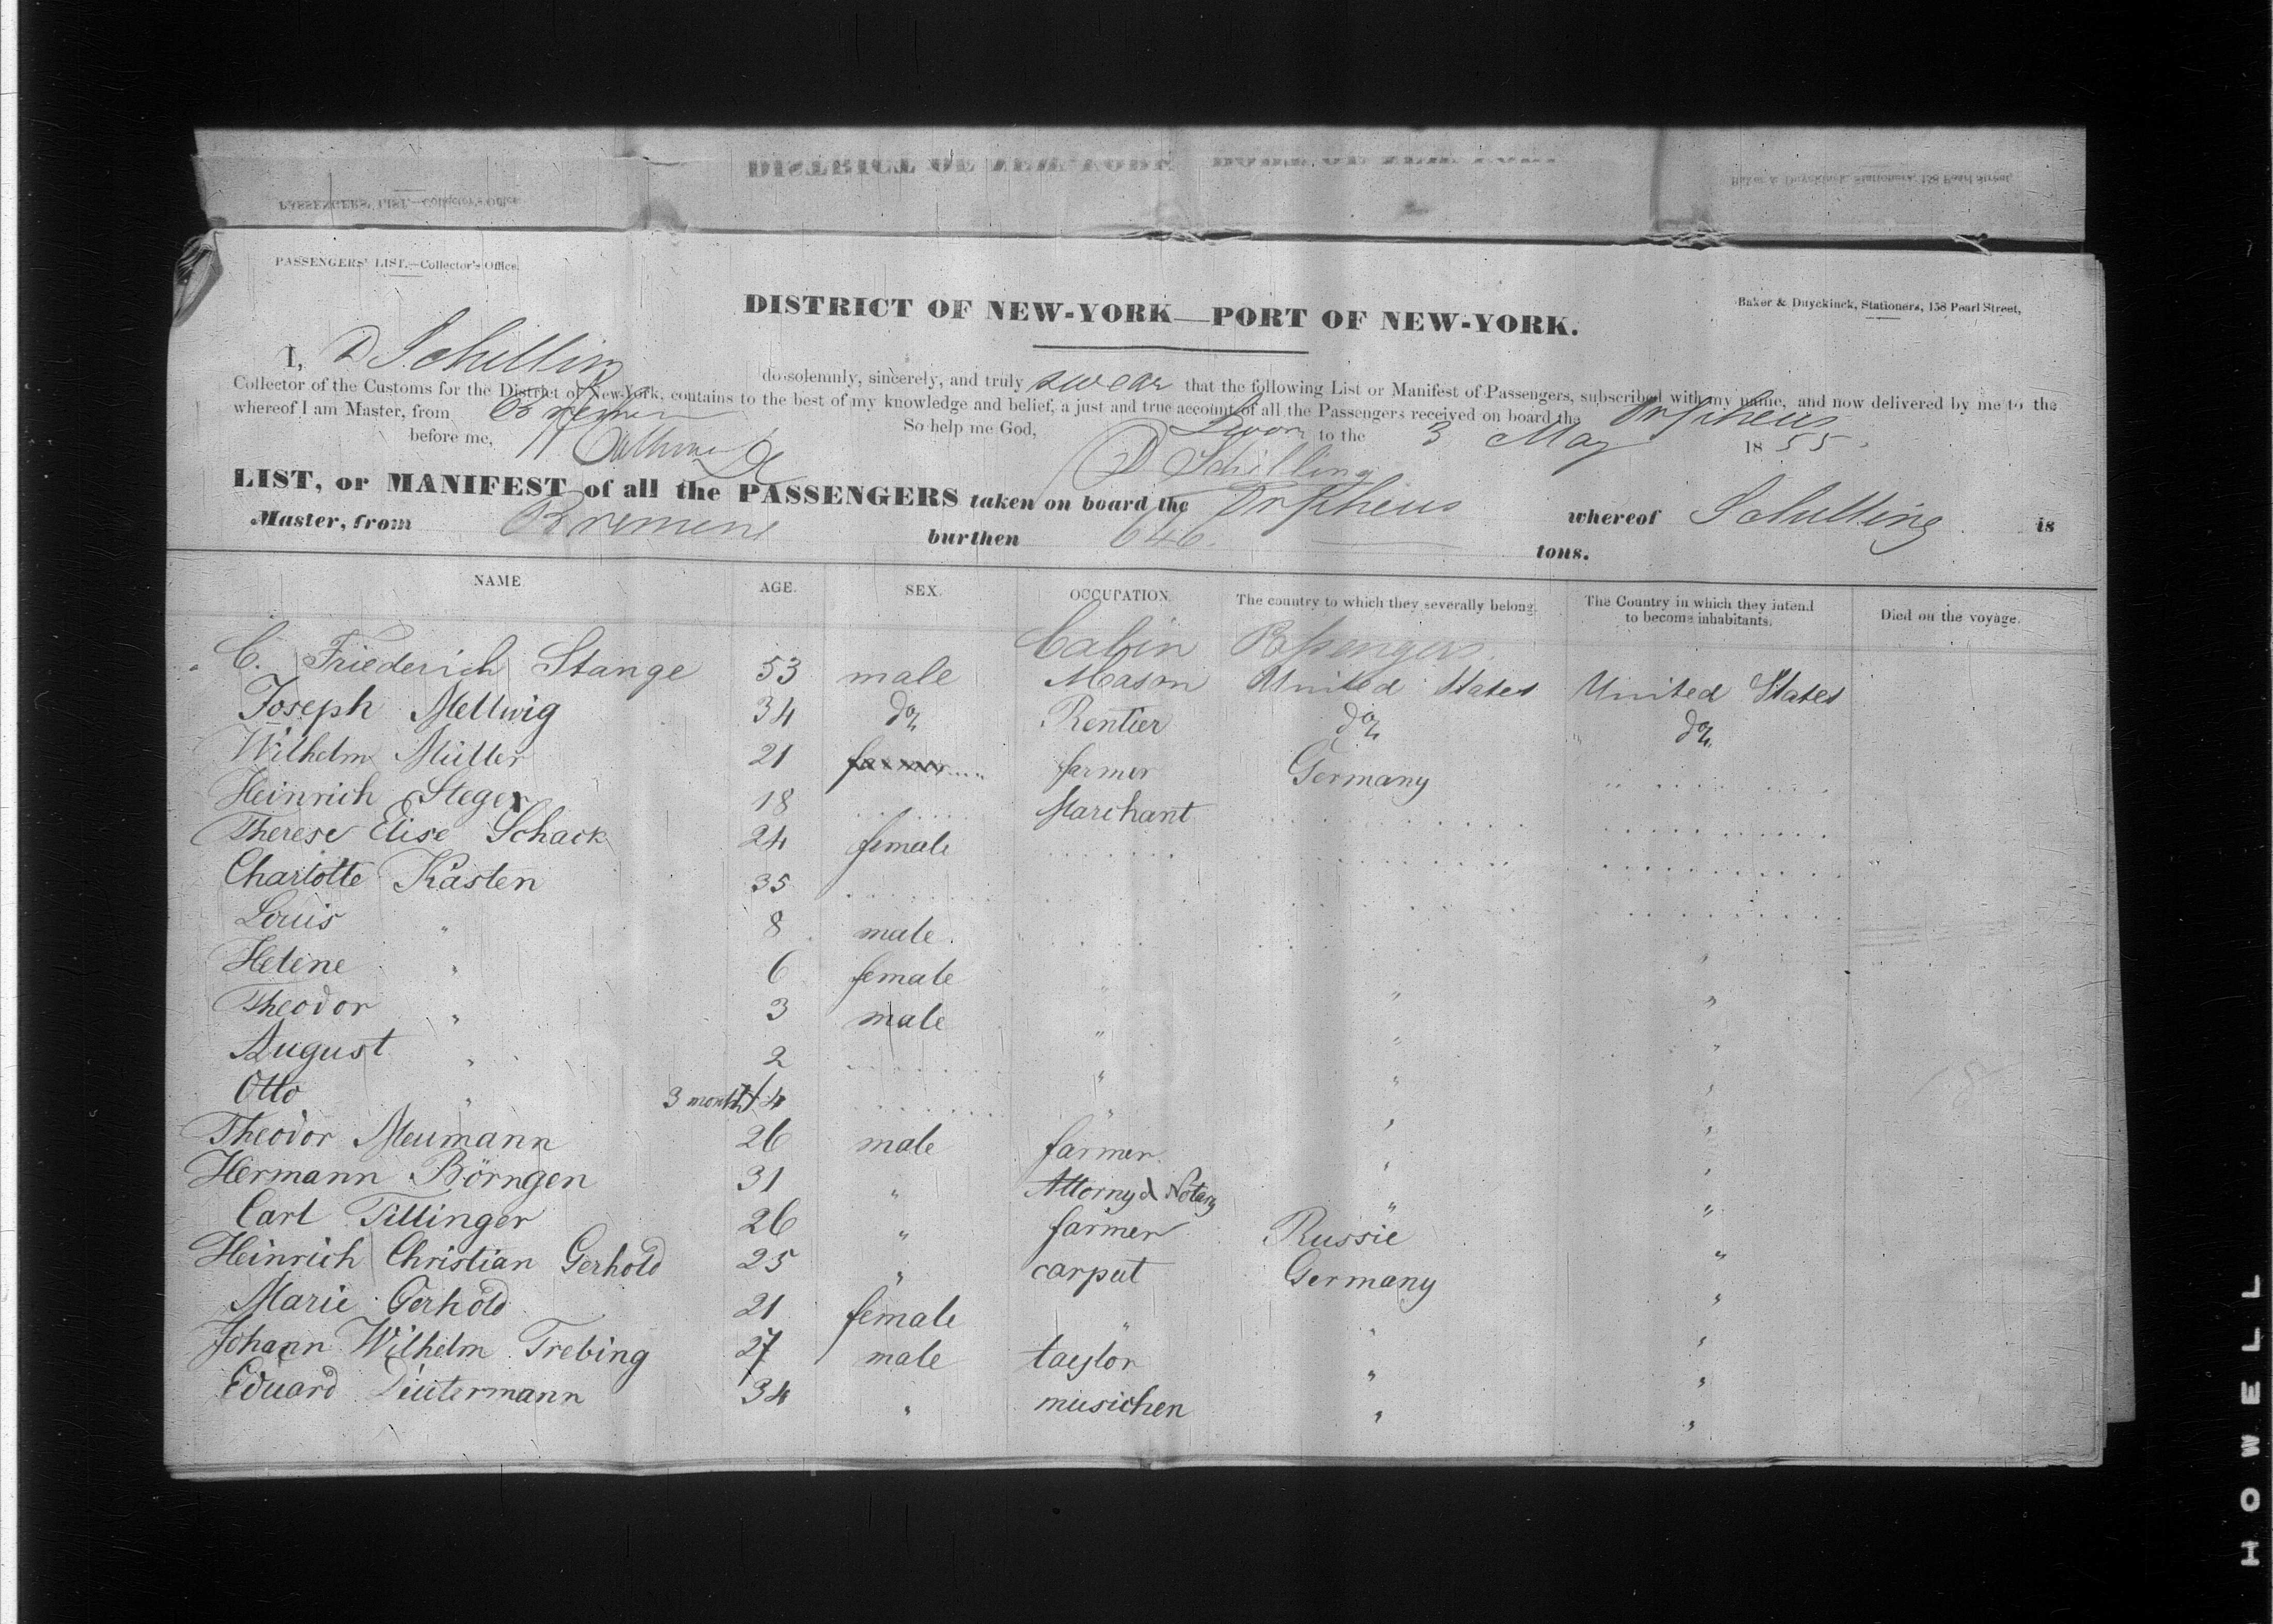 PASSENGERS' LIST.—Collector's Office.
Baker & Duyckinck, Stationers, 158 Pearl Street,
DISTRICT OF NEW-YORK—PORT OF NEW-YORK.
I, D Schilling do solemnly, sincerely, and truly swear that the following List or Manifest of Passengers, subscribed with my name, and now delivered by me to the
Collector of the Customs for the District of New-York, contains to the best of my knowledge and belief, a just and true account of all the Passengers received on board the Orpheus
whereof I am Master, from Bremen
So help me God,
Sworn to the 3 May 1855.
before me,
D Schilling
LIST, or MANIFEST of all the PASSENGERS taken on board the Orpheus whereof Schilling is
Master, from Bremen burthen 646. tons.
NAME AGE. SEX. OCCUPATION. The country to which they severally belong. The Country in which they intend to become inhabitants. Died on the voyage.
Cabin Passengers.
C. Friederich Stange 53 male Mason United States United States
Joseph Mellwig 34 do Rentier do do
Wilhelm Müller 21 farmer Germany
Heinrich Steger 18 Marchant
Therese Elise Schack 24 female
Charlotte Kasten 35
Louis " 8 male
Helene " 6 female " "
Theodor " 3 male " " "
August " 2 " " "
Otto " 3 months 1/4 " " "
Theodor Neumann 26 male farmer " "
Hermann Börngen 31 " Attorny & Notary " "
Carl Tillinger 26 " farmer Russie "
Heinrich Christian Gerhold 25 " carput Germany "
Marie Gerhold 21 female " " "
Johann Wilhelm Trebing 27 male taylor " "
Eduard Deutermann 34 " musichen " "
HOWELL